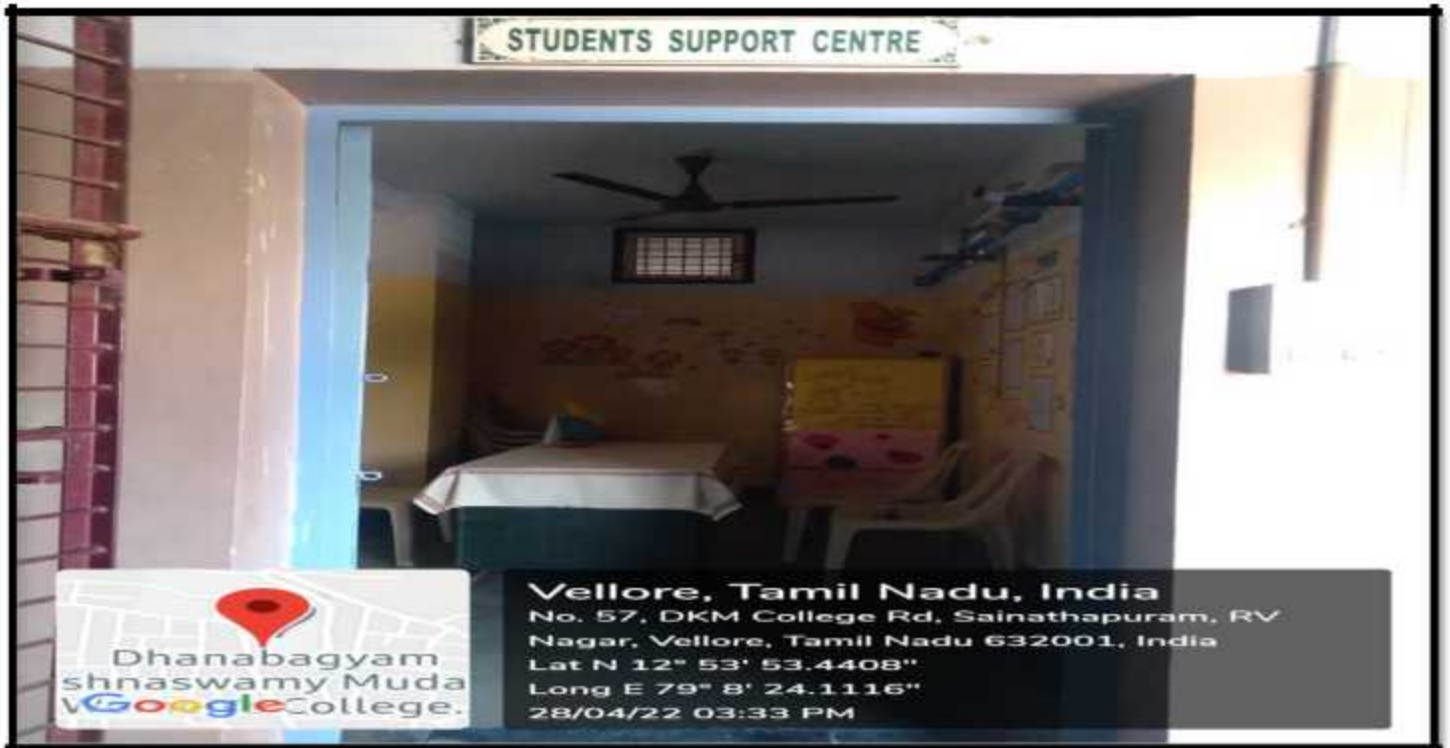 STUDENTS SUPPORT CENTRE
Vellore, Tamil Nadu, India
No. 57, DKM College Rd, Sainathapuram, RV
Nagar, Vellore, Tamil Nadu 632001, India
Lat N 12° 53' 53.4408"
Long E 79° 8' 24.1116"
28/04/22 03:33 PM
Dhanabagyam
shnaswamy Muda
Google College.